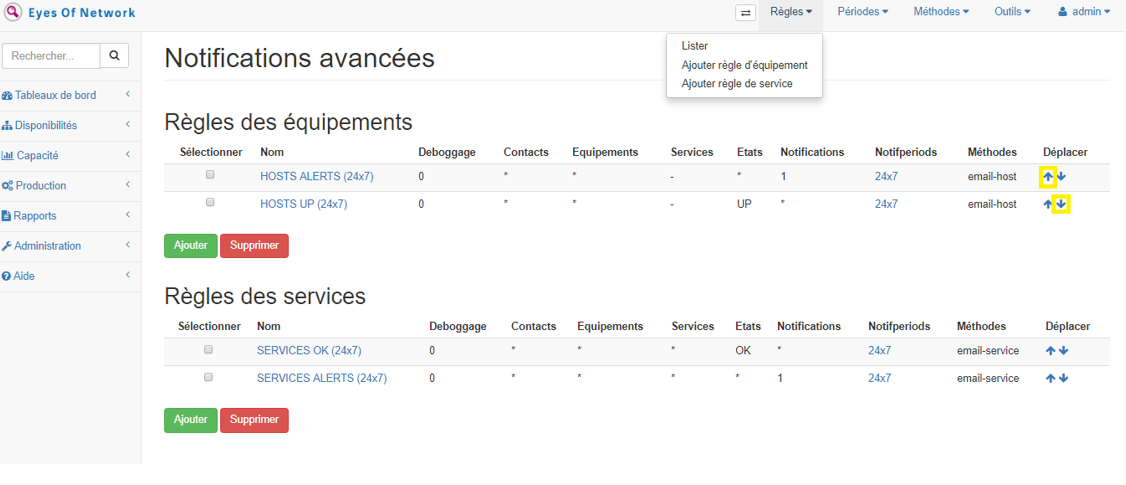 Eyes Of Network
Règles Périodes Méthodes Outils admin
Lister
Ajouter règle d'équipement
Ajouter règle de service
Rechercher...
Tableaux de bord
Disponibilités
Capacité
Production
Rapports
Administration
Aide
Notifications avancées
Règles des équipements
Sélectionner Nom Deboggage Contacts Equipements Services Etats Notifications Notifperiods Méthodes Déplacer
HOSTS ALERTS (24x7) 0 * * - * 1 24x7 email-host
HOSTS UP (24x7) 0 * * - UP * 24x7 email-host
Ajouter Supprimer
Règles des services
Sélectionner Nom Deboggage Contacts Equipements Services Etats Notifications Notifperiods Méthodes Déplacer
SERVICES OK (24x7) 0 * * * OK * 24x7 email-service
SERVICES ALERTS (24x7) 0 * * * * 1 24x7 email-service
Ajouter Supprimer